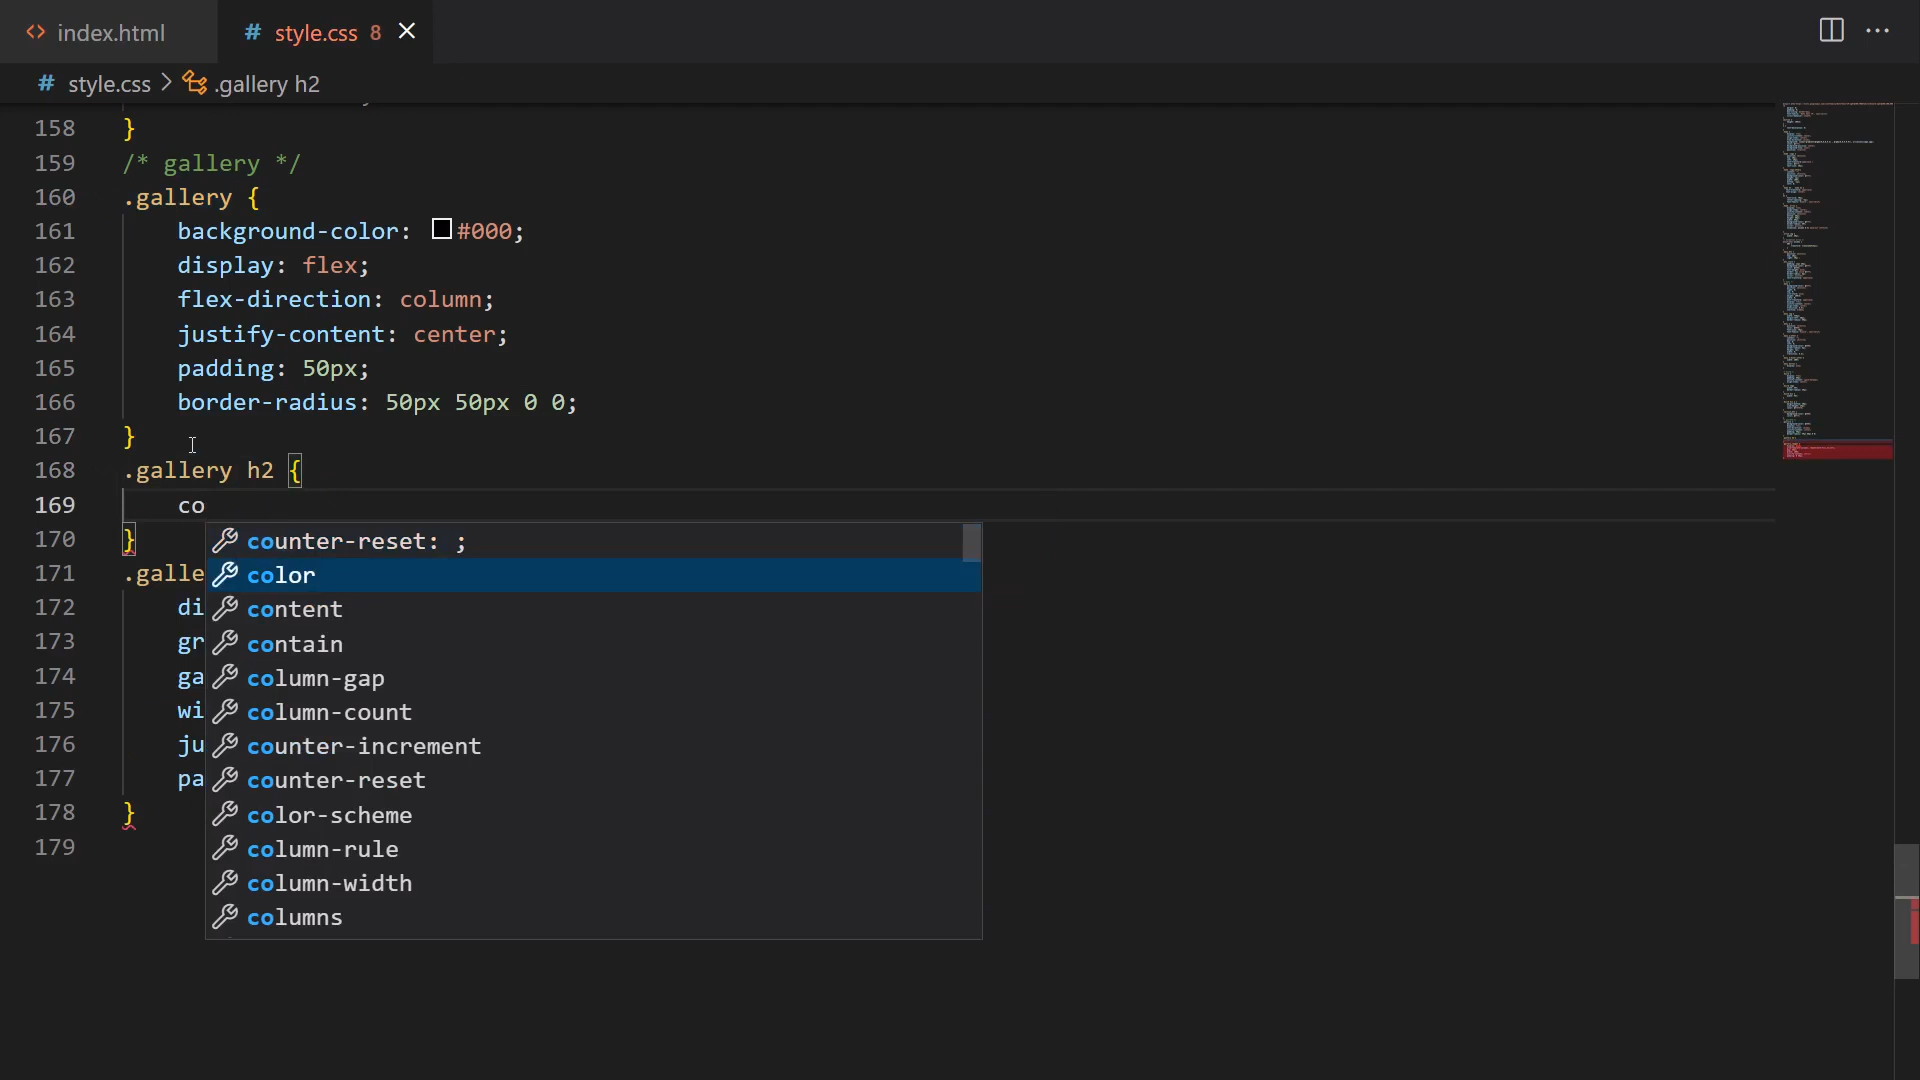 index.html
style.css 8
style.css > .gallery h2
158 }
159 /* gallery */
160 .gallery {
161 background-color: #000;
162 display: flex;
163 flex-direction: column;
164 justify-content: center;
165 padding: 50px;
166 border-radius: 50px 50px 0 0;
167 }
168 .gallery h2 {
169 co
170 }
counter-reset: ;
171 .galle
color
172 di
content
173 gr
contain
174 ga
column-gap
175 wi
column-count
176 ju
counter-increment
177 pa
counter-reset
178 }
color-scheme
179
column-rule
column-width
columns